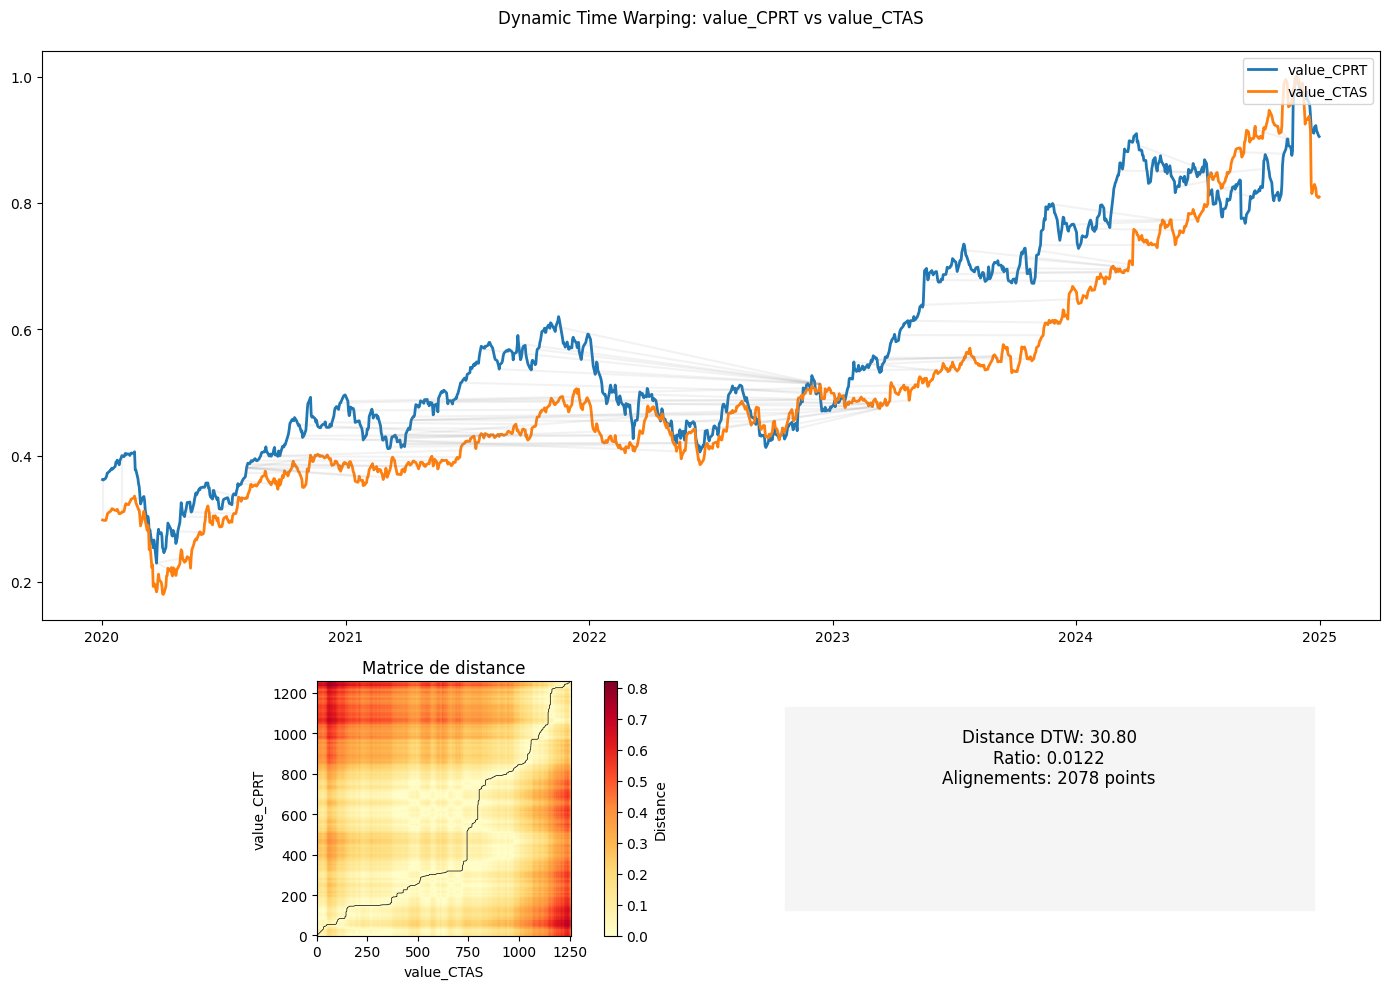 Dynamic Time Warping: value_CPRT vs value_CTAS
1.0
0.8
0.6
0.4
0.2
value_CPRT
value_CTAS
2020 2021 2022 2023 2024 2025
Matrice de distance
value_CPRT
1200
1000
800
600
400
200
0
0 250 500 750 1000 1250
value_CTAS
0.8
0.7
0.6
0.5
0.4
0.3
0.2
0.1
0.0
Distance
Distance DTW: 30.80
Ratio: 0.0122
Alignements: 2078 points